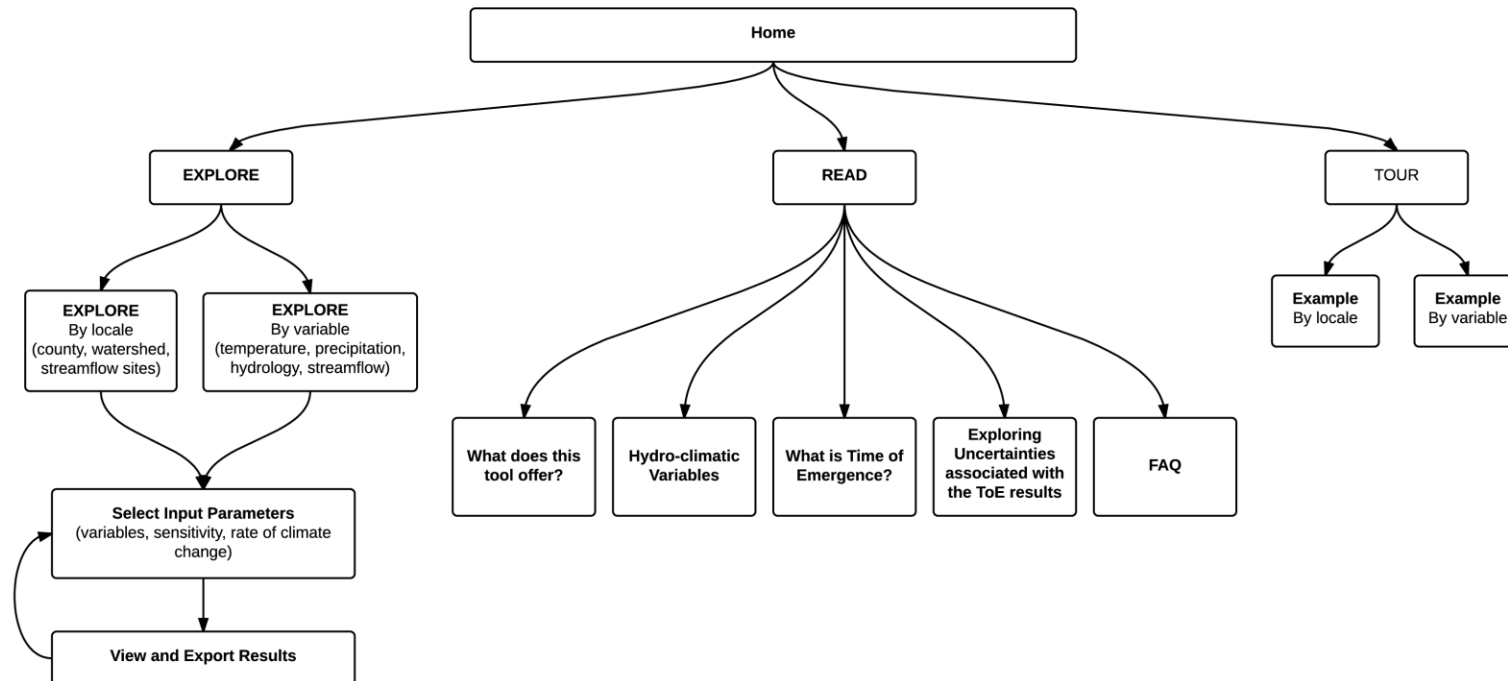 Home
EXPLORE
READ
TOUR
EXPLORE
By locale
(county, watershed,
streamflow sites)
EXPLORE
By variable
(temperature, precipitation,
hydrology, streamflow)
Example
By locale
Example
By variable
What does this
tool offer?
Hydro-climatic
Variables
What is Time of
Emergence?
Exploring
Uncertainties
associated with
the ToE results
FAQ
Select Input Parameters
(variables, sensitivity, rate of climate
change)
View and Export Results